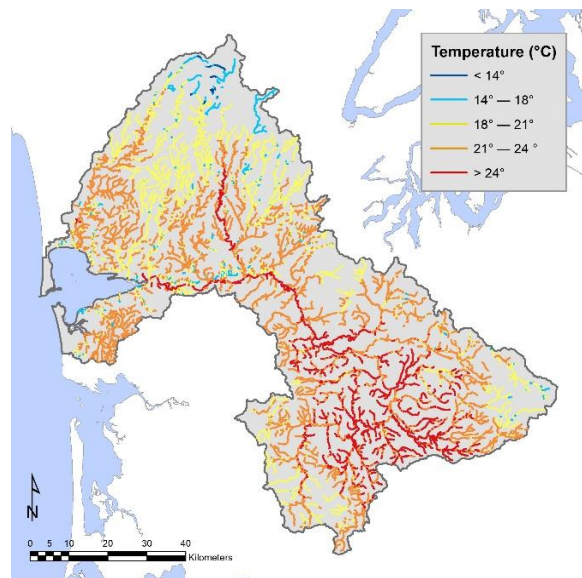 Temperature (°C)
< 14°
14° — 18°
18° — 21°
21° — 24 °
> 24°
N
0 5 10 20 30 40
Kilometers